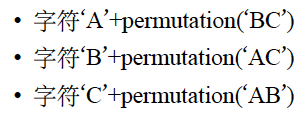 • 字符‘A’+permutation(‘BC’)
• 字符‘B’+permutation(‘AC’)
• 字符‘C’+permutation(‘AB’)